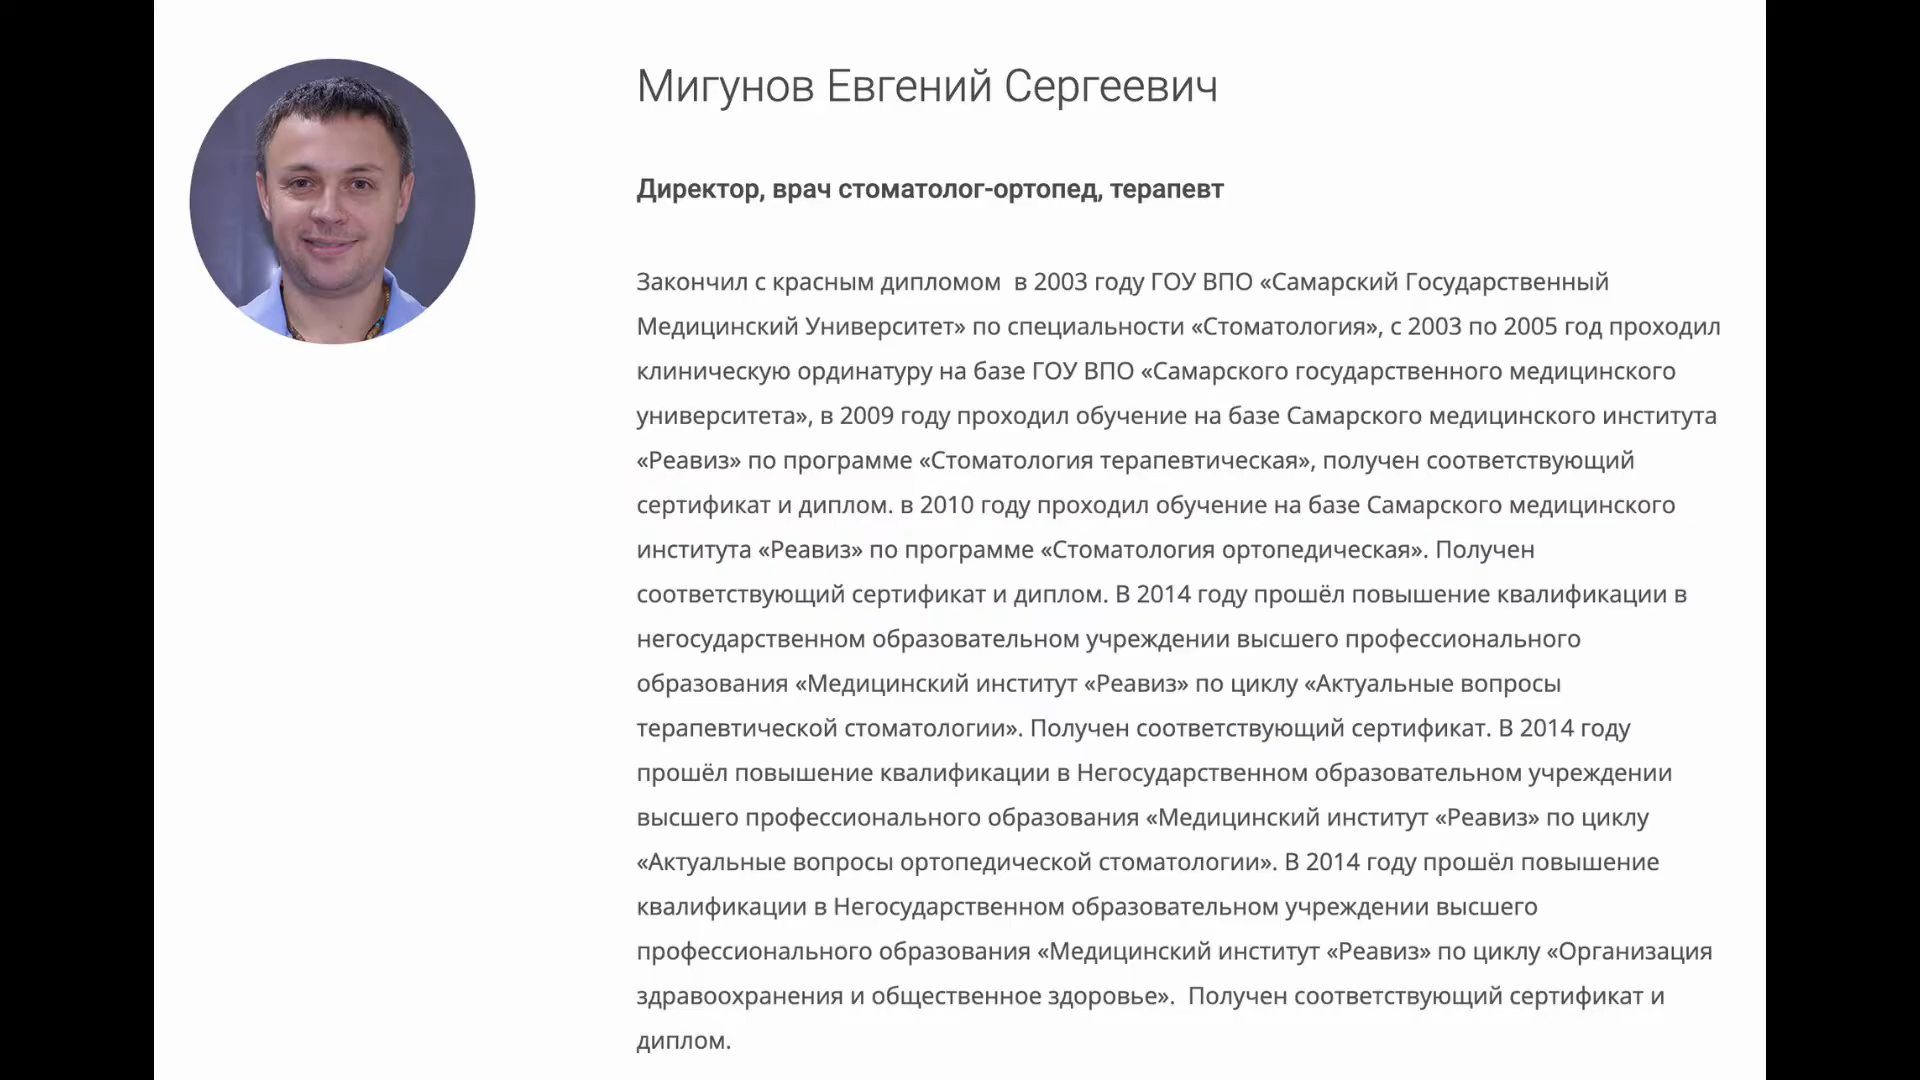 Мигунов Евгений Сергеевич
Директор, врач стоматолог-ортопед, терапевт
Закончил с красным дипломом  в 2003 году ГОУ ВПО «Самарский Государственный
Медицинский Университет» по специальности «Стоматология», с 2003 по 2005 год проходил
клиническую ординатуру на базе ГОУ ВПО «Самарского государственного медицинского
университета», в 2009 году проходил обучение на базе Самарского медицинского института
«Реавиз» по программе «Стоматология терапевтическая», получен соответствующий
сертификат и диплом. в 2010 году проходил обучение на базе Самарского медицинского
института «Реавиз» по программе «Стоматология ортопедическая». Получен
соответствующий сертификат и диплом. В 2014 году прошёл повышение квалификации в
негосударственном образовательном учреждении высшего профессионального
образования «Медицинский институт «Реавиз» по циклу «Актуальные вопросы
терапевтической стоматологии». Получен соответствующий сертификат. В 2014 году
прошёл повышение квалификации в Негосударственном образовательном учреждении
высшего профессионального образования «Медицинский институт «Реавиз» по циклу
«Актуальные вопросы ортопедической стоматологии». В 2014 году прошёл повышение
квалификации в Негосударственном образовательном учреждении высшего
профессионального образования «Медицинский институт «Реавиз» по циклу «Организация
здравоохранения и общественное здоровье».  Получен соответствующий сертификат и
диплом.